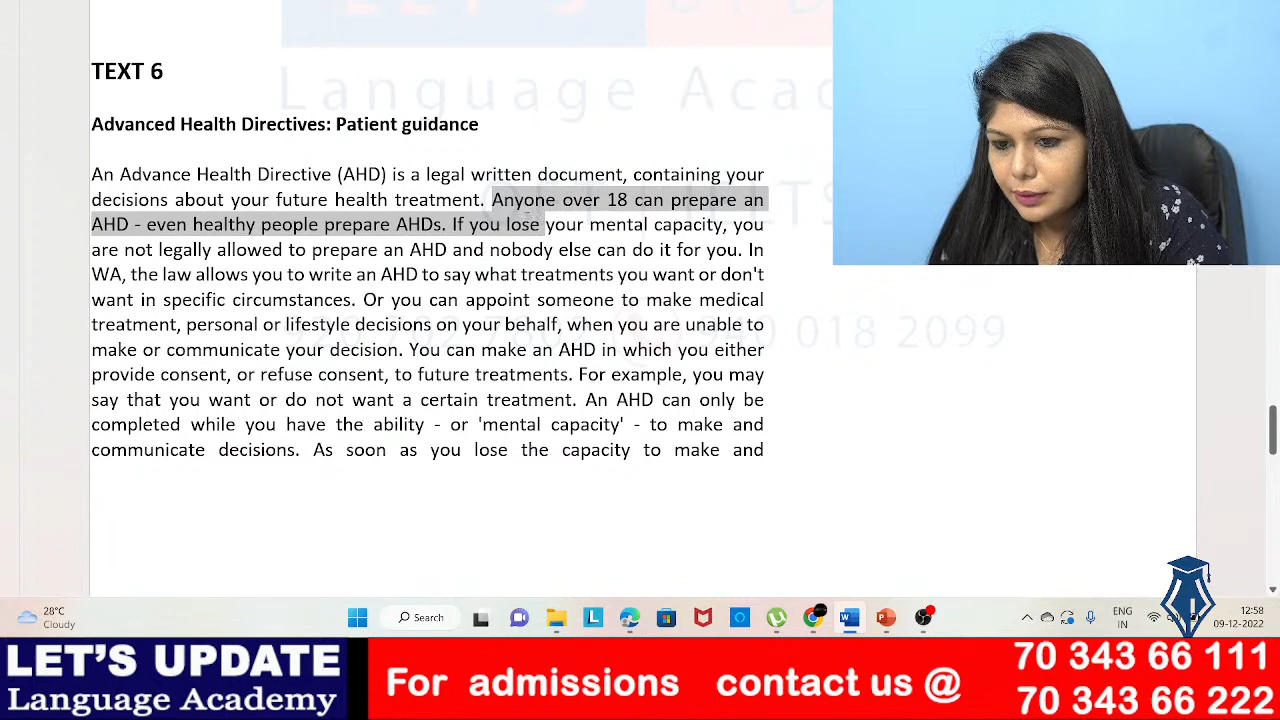 Language Aca
TEXT 6
Advanced Health Directives: Patient guidance
An Advance Health Directive (AHD) is a legal written document, containing your
decisions about your future health treatment. Anyone over 18 can prepare an
AHD - even healthy people prepare AHDs. If you lose your mental capacity, you
are not legally allowed to prepare an AHD and nobody else can do it for you. In
WA, the law allows you to write an AHD to say what treatments you want or don't
want in specific circumstances. Or you can appoint someone to make medical
treatment, personal or lifestyle decisions on your behalf, when you are unable to
make or communicate your decision. You can make an AHD in which you either
provide consent, or refuse consent, to future treatments. For example, you may
say that you want or do not want a certain treatment. An AHD can only be
completed while you have the ability - or 'mental capacity' - to make and
communicate decisions. As soon as you lose the capacity to make and
28°C
Cloudy
Search
ENG
IN
12:58
09-12-2022
LET'S UPDATE
Language Academy
For admissions contact us @
70 343 66 111
70 343 66 222